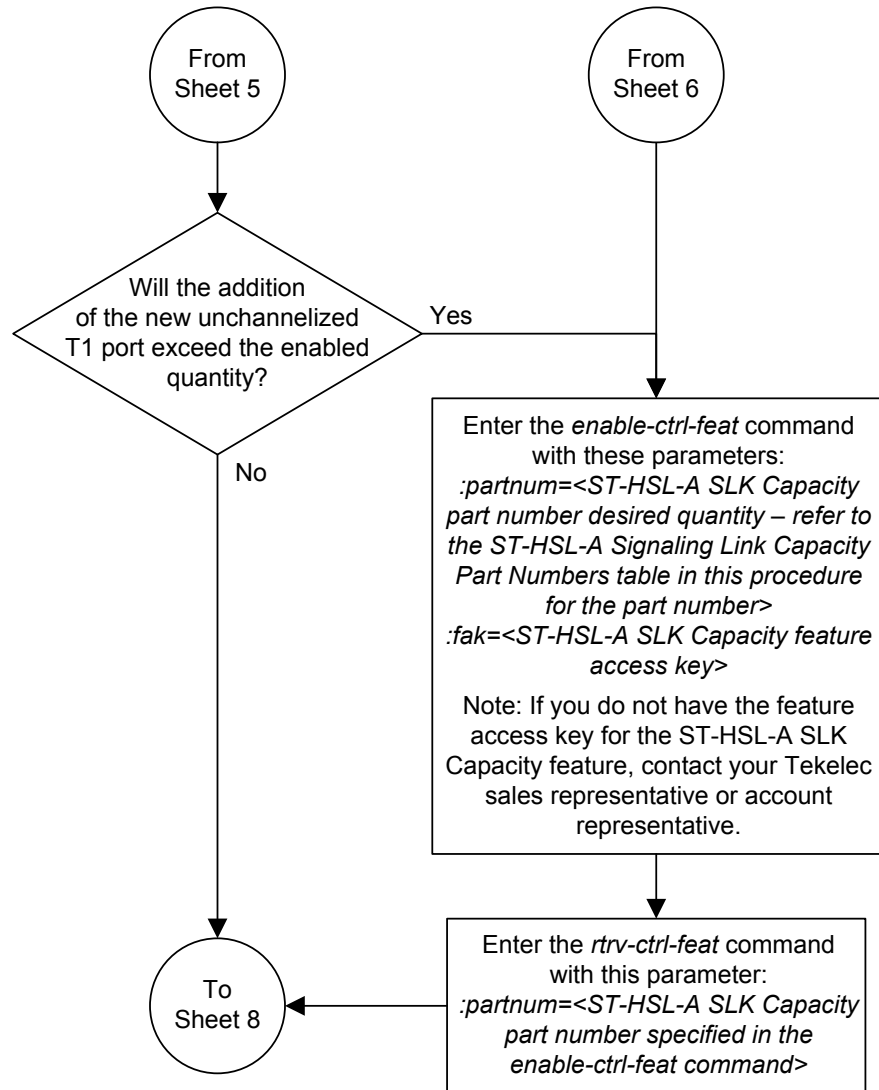 From
Sheet 5
From
Sheet 6
Will the addition
of the new unchannelized
T1 port exceed the enabled
quantity?
Yes
No
Enter the enable-ctrl-feat command
with these parameters:
:partnum=<ST-HSL-A SLK Capacity
part number desired quantity – refer to
the ST-HSL-A Signaling Link Capacity
Part Numbers table in this procedure
for the part number>
:fak=<ST-HSL-A SLK Capacity feature
access key>
Note: If you do not have the feature
access key for the ST-HSL-A SLK
Capacity feature, contact your Tekelec
sales representative or account
representative.
To
Sheet 8
Enter the rtrv-ctrl-feat command
with this parameter:
:partnum=<ST-HSL-A SLK Capacity
part number specified in the
enable-ctrl-feat command>